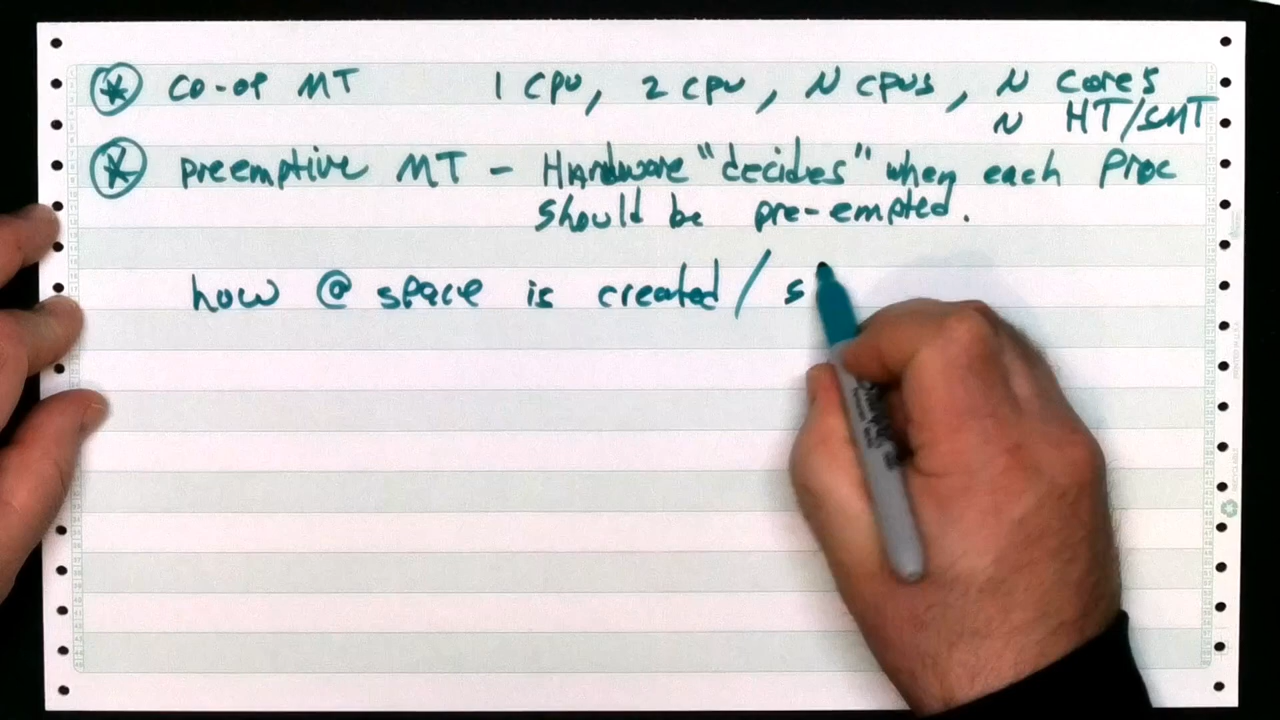 * CO-OP MT 1 CPU, 2 CPU, N CPUS, N CORES
N HT/SMT
* Preemptive MT - Hardware "decides" when each Proc
should be pre-empted.
how @ space is created / s